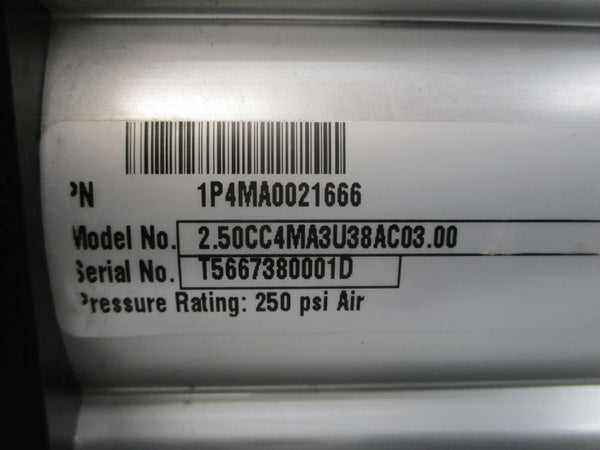 PN 1P4MA0021666
Model No. 2.50CC4MA3U38AC03.00
Serial No. T5667380001D
Pressure Rating: 250 psi Air